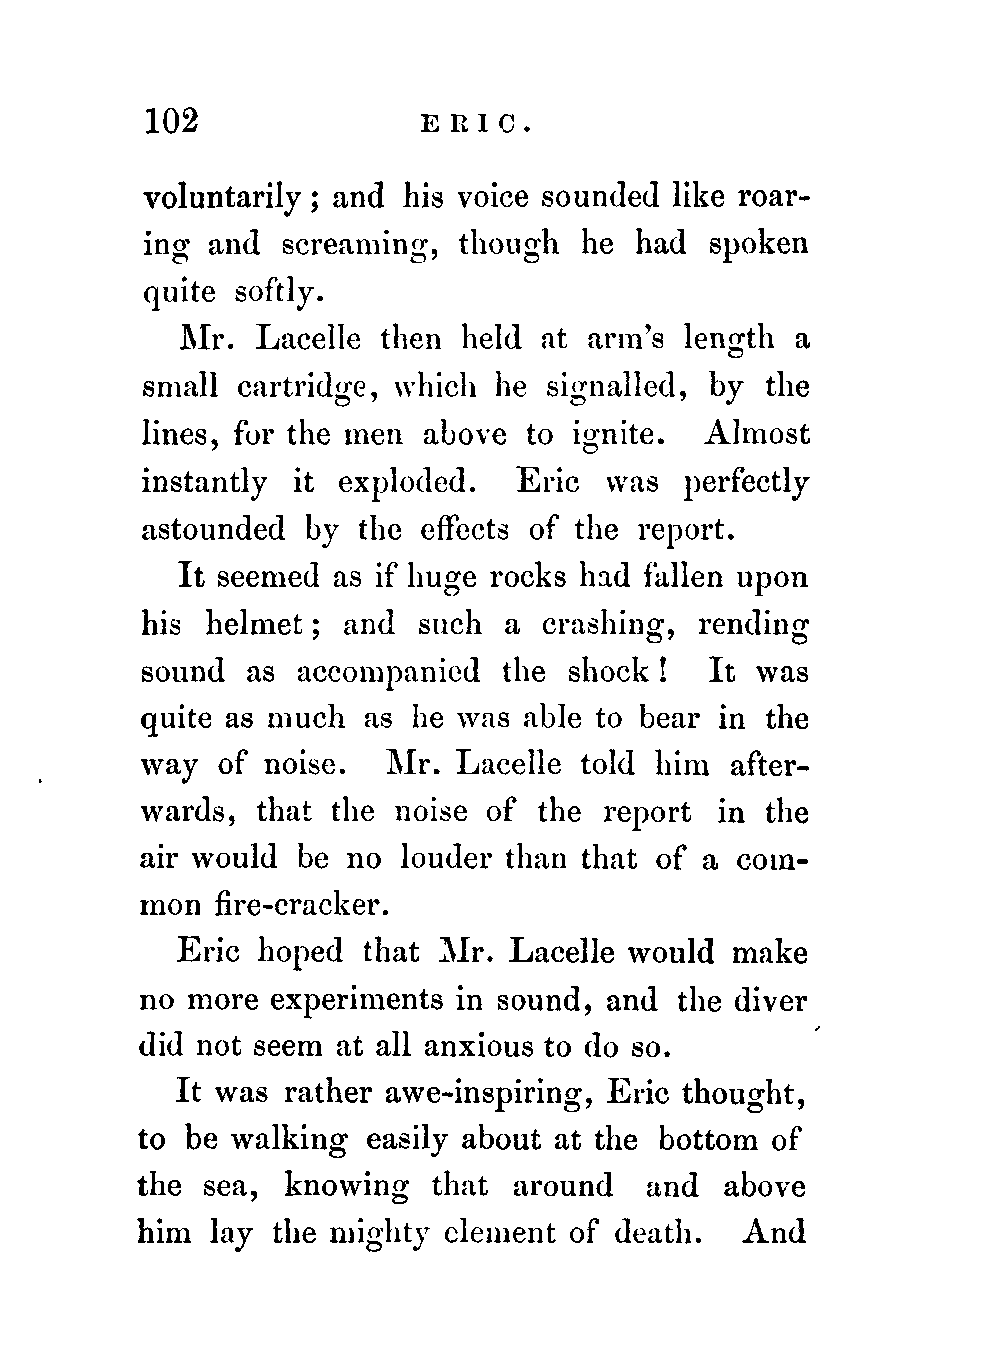 102 ERIC.
voluntarily; and his voice sounded like roar-
ing and screaming, though he had spoken
quite softly.
Mr. Lacelle then held at arm's length a
small cartridge, which he signalled, by the
lines, for the men above to ignite. Almost
instantly it exploded. Eric was perfectly
astounded by the effects of the report.
It seemed as if huge rocks had fallen upon
his helmet; and such a crashing, rending
sound as accompanied the shock! It was
quite as much as he was able to bear in the
way of noise. Mr. Lacelle told him after-
wards, that the noise of the report in the
air would be no louder than that of a com-
mon fire-cracker.
Eric hoped that Mr. Lacelle would make
no more experiments in sound, and the diver
did not seem at all anxious to do so.
It was rather awe-inspiring, Eric thought,
to be walking easily about at the bottom of
the sea, knowing that around and above
him lay the mighty element of death. And